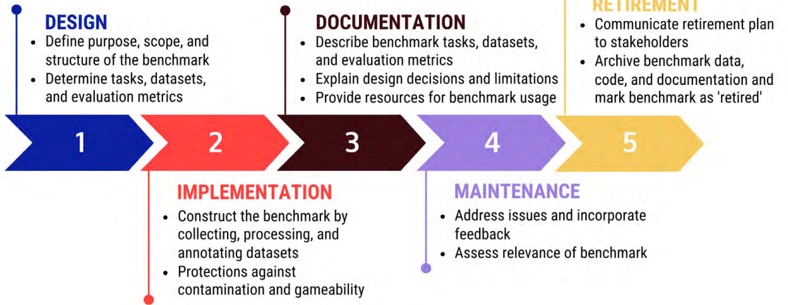 DESIGN
• Define purpose, scope, and
structure of the benchmark
• Determine tasks, datasets,
and evaluation metrics
DOCUMENTATION
• Describe benchmark tasks, datasets,
and evaluation metrics
• Explain design decisions and limitations
• Provide resources for benchmark usage
RETIREMENT
• Communicate retirement plan
to stakeholders
• Archive benchmark data,
code, and documentation and
mark benchmark as 'retired'
1
2
3
4
5
IMPLEMENTATION
• Construct the benchmark by
collecting, processing, and
annotating datasets
• Protections against
contamination and gameability
MAINTENANCE
• Address issues and incorporate
feedback
• Assess relevance of benchmark